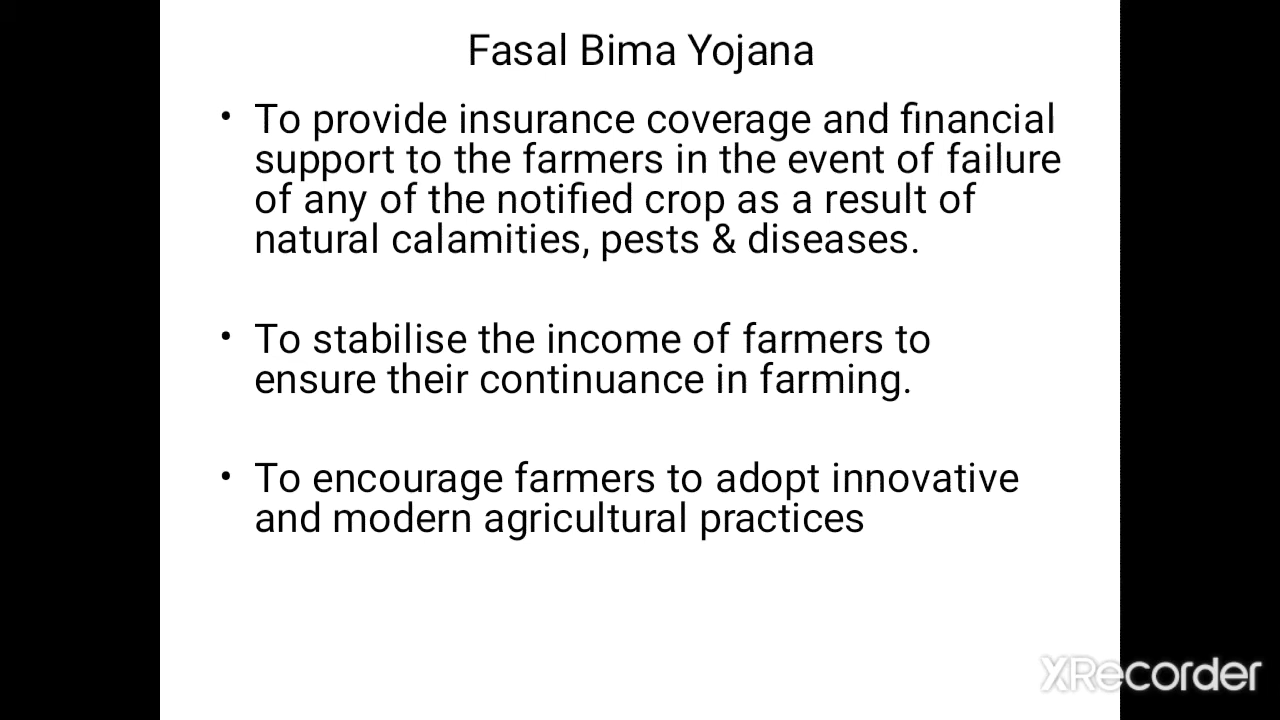 Fasal Bima Yojana
• To provide insurance coverage and financial
support to the farmers in the event of failure
of any of the notified crop as a result of
natural calamities, pests & diseases.
• To stabilise the income of farmers to
ensure their continuance in farming.
• To encourage farmers to adopt innovative
and modern agricultural practices
XRecorder